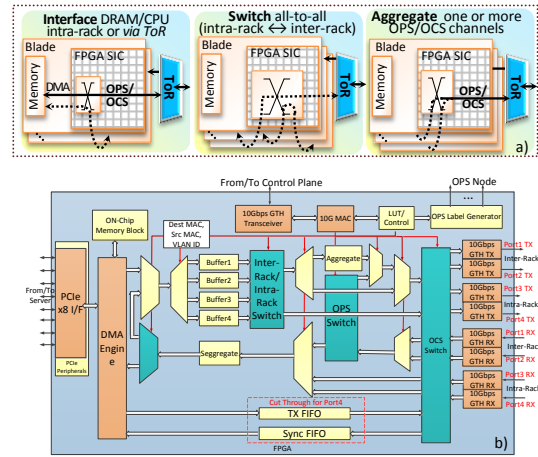 Interface DRAM/CPU
intra-rack or via ToR
Switch all-to-all
(intra-rack ↔ inter-rack)
Aggregate one or more
OPS/OCS channels
Blade
FPGA SIC
Memory
DMA
OPS/
OCS
ToR
Blade
FPGA SIC
Memory
ToR
Blade
FPGA SIC
Memory
OPS/
OCS
ToR
a)
From/To Control Plane
OPS Node
...
ON-Chip
Memory Block
Dest MAC,
Src MAC,
VLAN ID
10Gbps GTH
Transceiver
10G MAC
LUT/
Control
OPS Label Generator
From/To
Server
PCIe
x8 I/F
PCIe
Peripherals
DMA
Engin
e
Buffer1
Buffer2
Buffer3
Buffer4
Inter-
Rack/
Intra-
Rack
Switch
Aggregate
OPS
Switch
Seggregate
OCS
Switch
10Gbps
GTH TX
10Gbps
GTH TX
10Gbps
GTH TX
10Gbps
GTH TX
10Gbps
GTH RX
10Gbps
GTH RX
10Gbps
GTH RX
10Gbps
GTH RX
Port1 TX
Inter-Rack
Port2 TX
Port3 TX
Intra-Rack
Port4 TX
Port1 RX
Inter-Rack
Port2 RX
Port3 RX
Intra-Rack
Port4 RX
Cut Through for Port4
TX FIFO
Sync FIFO
FPGA
b)